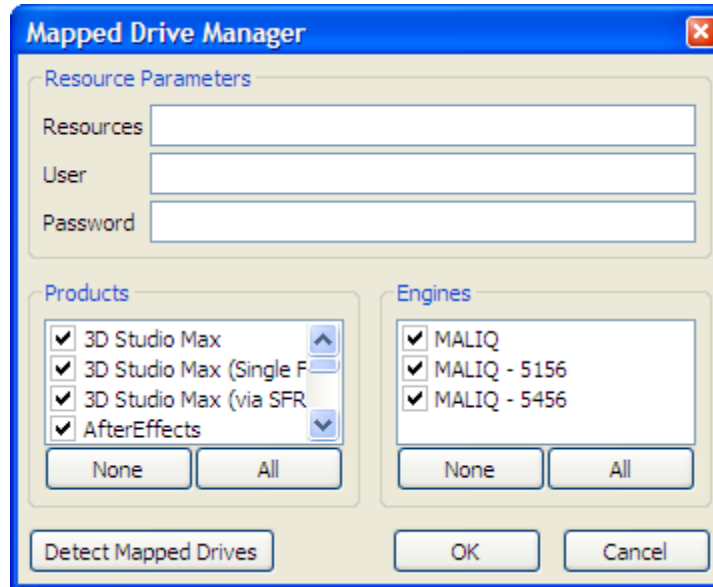 Mapped Drive Manager
Resource Parameters
Resources
User
Password
Products
3D Studio Max
3D Studio Max (Single F
3D Studio Max (via SFR
AfterEffects
None All
Engines
MALIQ
MALIQ - 5156
MALIQ - 5456
None All
Detect Mapped Drives OK Cancel